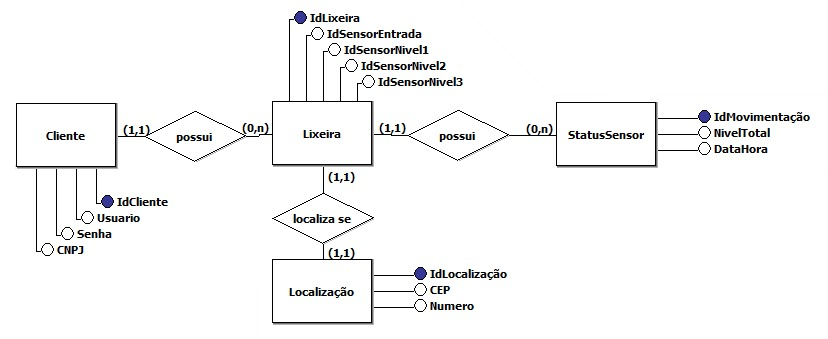 IdLixeira
IdSensorEntrada
IdSensorNivel1
IdSensorNivel2
IdSensorNivel3
Cliente
(1,1)
possui
(0,n)
Lixeira
(1,1)
possui
(0,n)
StatusSensor
IdMovimentação
NivelTotal
DataHora
IdCliente
Usuario
Senha
CNPJ
(1,1)
localiza se
(1,1)
Localização
IdLocalização
CEP
Numero